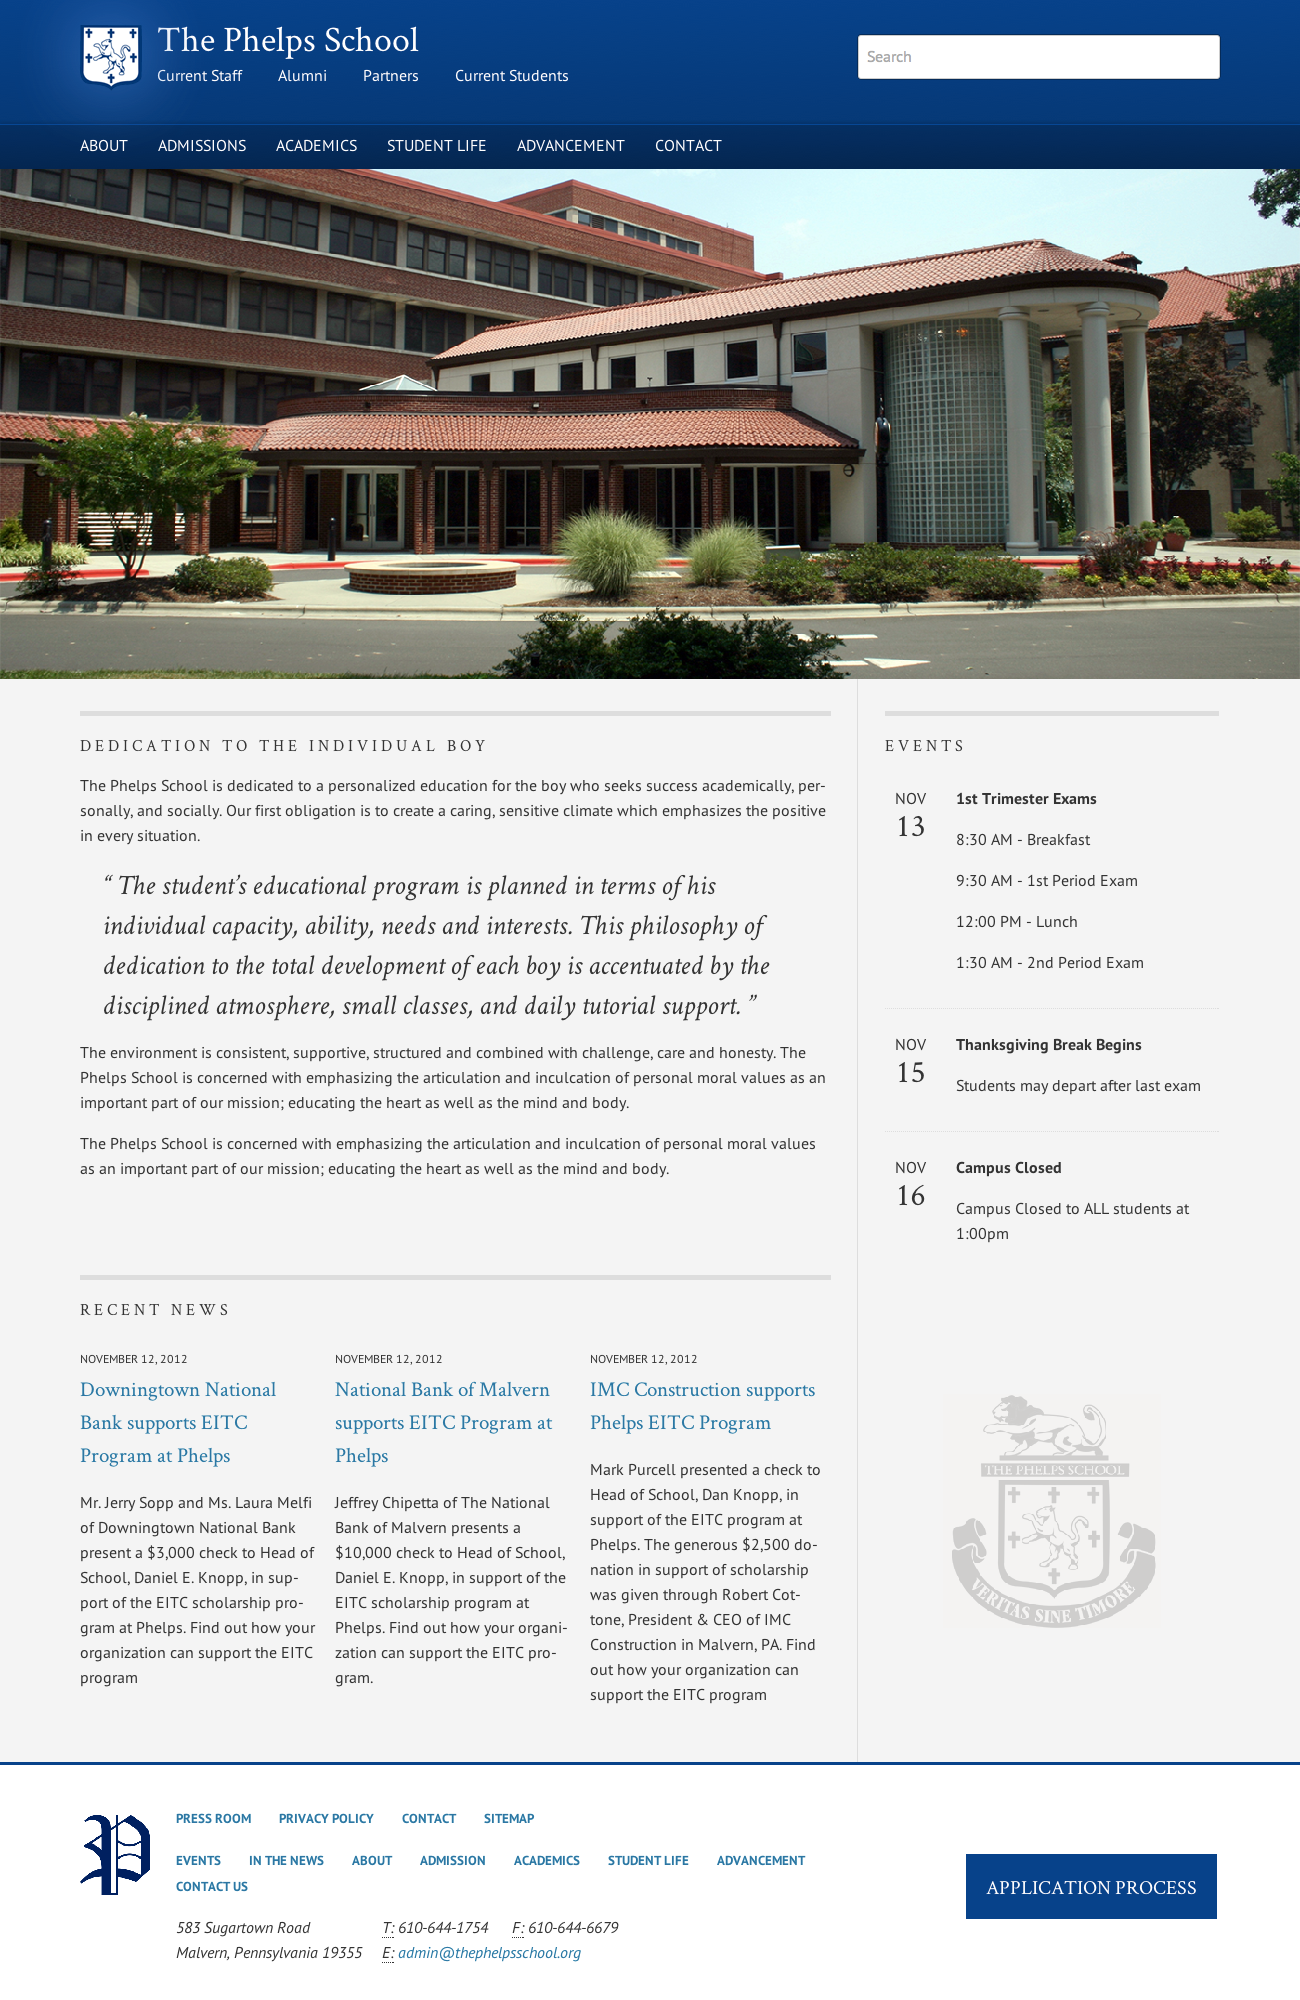 The Phelps School
Current Staff Alumni Partners Current Students
Search
ABOUT ADMISSIONS ACADEMICS STUDENT LIFE ADVANCEMENT CONTACT
DEDICATION TO THE INDIVIDUAL BOY
The Phelps School is dedicated to a personalized education for the boy who seeks success academically, per-
sonally, and socially. Our first obligation is to create a caring, sensitive climate which emphasizes the positive
in every situation.
“ The student’s educational program is planned in terms of his
individual capacity, ability, needs and interests. This philosophy of
dedication to the total development of each boy is accentuated by the
disciplined atmosphere, small classes, and daily tutorial support. ”
The environment is consistent, supportive, structured and combined with challenge, care and honesty. The
Phelps School is concerned with emphasizing the articulation and inculcation of personal moral values as an
important part of our mission; educating the heart as well as the mind and body.
The Phelps School is concerned with emphasizing the articulation and inculcation of personal moral values
as an important part of our mission; educating the heart as well as the mind and body.
EVENTS
NOV
13
1st Trimester Exams
8:30 AM - Breakfast
9:30 AM - 1st Period Exam
12:00 PM - Lunch
1:30 AM - 2nd Period Exam
NOV
15
Thanksgiving Break Begins
Students may depart after last exam
NOV
16
Campus Closed
Campus Closed to ALL students at
1:00pm
RECENT NEWS
NOVEMBER 12, 2012
Downingtown National
Bank supports EITC
Program at Phelps
Mr. Jerry Sopp and Ms. Laura Melfi
of Downingtown National Bank
present a $3,000 check to Head of
School, Daniel E. Knopp, in sup-
port of the EITC scholarship pro-
gram at Phelps. Find out how your
organization can support the EITC
program
NOVEMBER 12, 2012
National Bank of Malvern
supports EITC Program at
Phelps
Jeffrey Chipetta of The National
Bank of Malvern presents a
$10,000 check to Head of School,
Daniel E. Knopp, in support of the
EITC scholarship program at
Phelps. Find out how your organi-
zation can support the EITC pro-
gram.
NOVEMBER 12, 2012
IMC Construction supports
Phelps EITC Program
Mark Purcell presented a check to
Head of School, Dan Knopp, in
support of the EITC program at
Phelps. The generous $2,500 do-
nation in support of scholarship
was given through Robert Cot-
tone, President & CEO of IMC
Construction in Malvern, PA. Find
out how your organization can
support the EITC program
THE PHELPS SCHOOL
VERITAS SINE TIMORE
P
PRESS ROOM PRIVACY POLICY CONTACT SITEMAP
EVENTS IN THE NEWS ABOUT ADMISSION ACADEMICS STUDENT LIFE ADVANCEMENT
CONTACT US
583 Sugartown Road T: 610-644-1754 F: 610-644-6679
Malvern, Pennsylvania 19355 E: admin@thephelpsschool.org
APPLICATION PROCESS